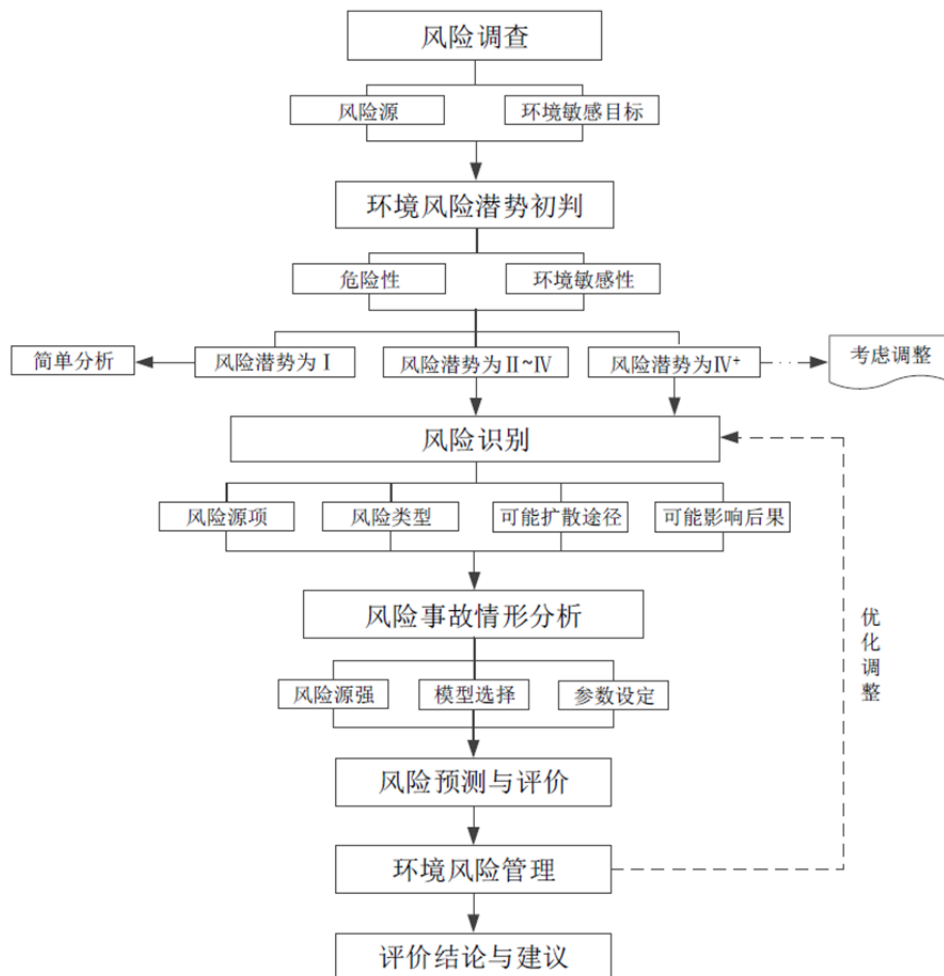 风险调查
风险源
环境敏感目标
环境风险潜势初判
危险性
环境敏感性
简单分析
风险潜势为Ⅰ
风险潜势为Ⅱ~Ⅳ
风险潜势为Ⅳ⁺
考虑调整
风险识别
风险源项
风险类型
可能扩散途径
可能影响后果
风险事故情形分析
优化调整
风险源强
模型选择
参数设定
风险预测与评价
环境风险管理
评价结论与建议